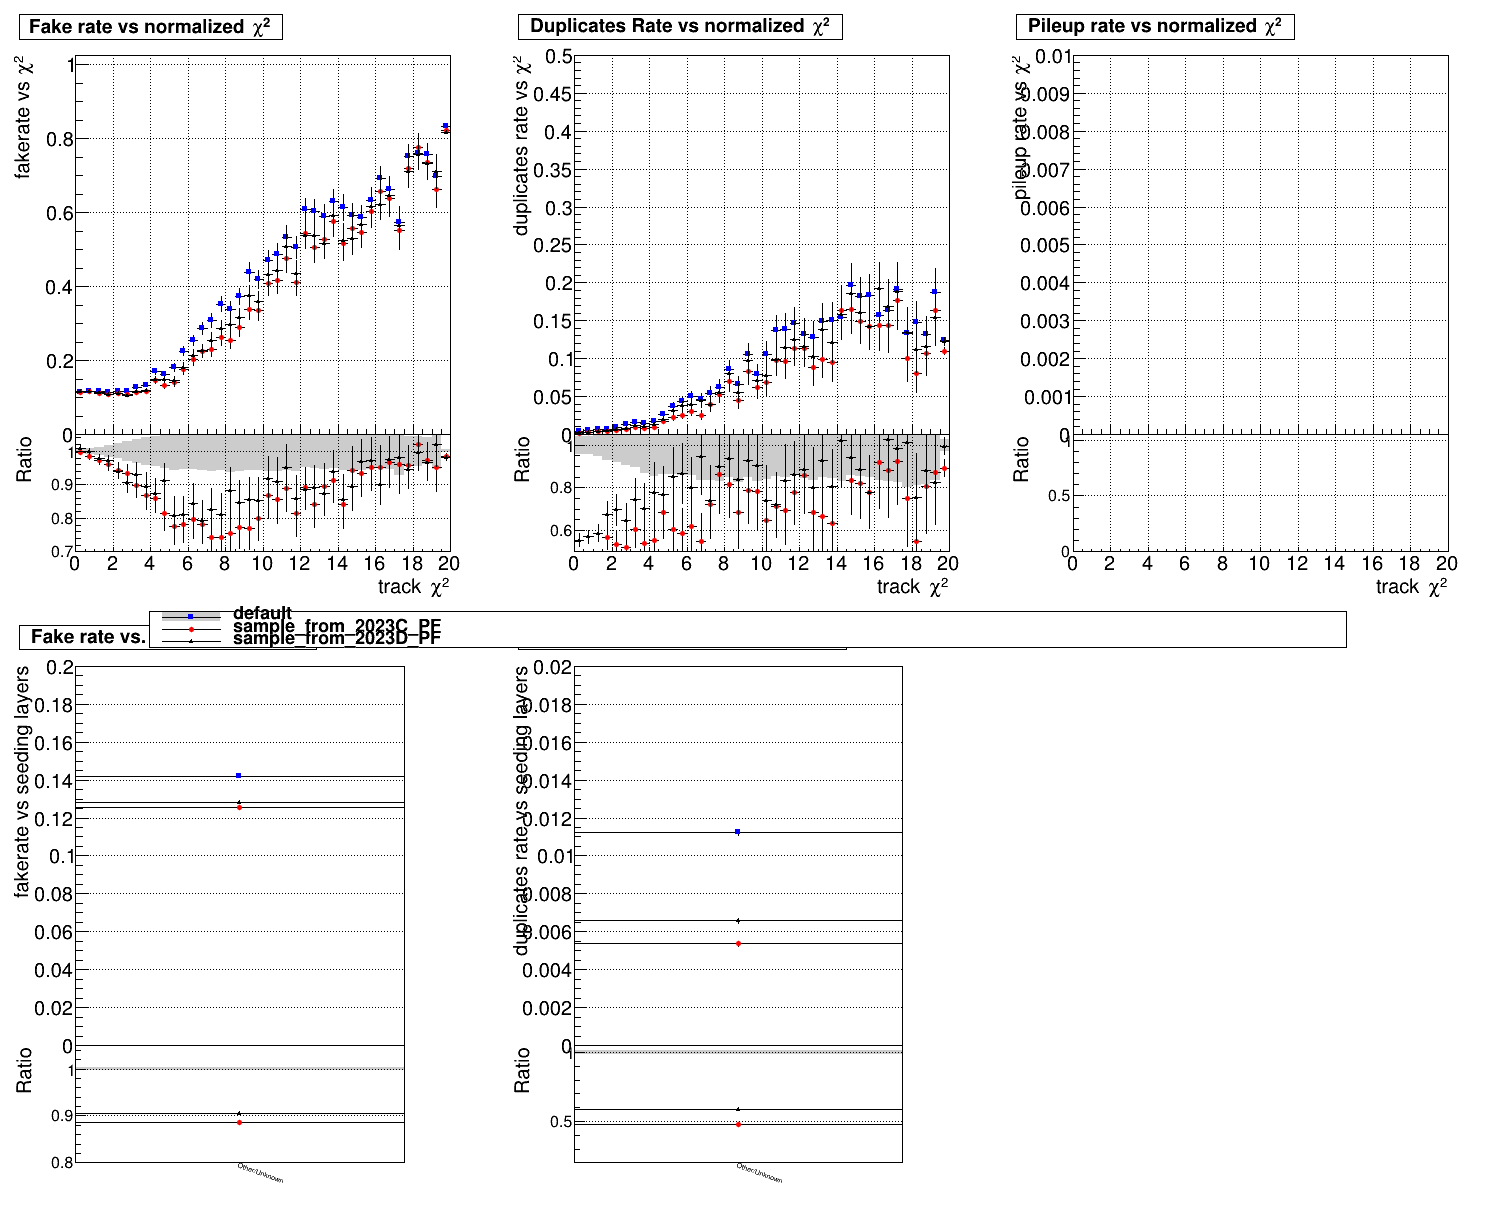 Fake rate vs normalized χ²
Duplicates Rate vs normalized χ²
Pileup rate vs normalized χ²
fakerate vs χ²
1
0.8
0.6
0.4
0.2
0
Ratio
1
0.9
0.8
0.7
0 2 4 6 8 10 12 14 16 18 20
track χ²
duplicates rate vs χ²
0.5
0.45
0.4
0.35
0.3
0.25
0.2
0.15
0.1
0.05
0
Ratio
1
0.8
0.6
0 2 4 6 8 10 12 14 16 18 20
track χ²
pileup rate vs χ²
0.01
0.009
0.008
0.007
0.006
0.005
0.004
0.003
0.002
0.001
0
Ratio
1
0.5
0
0 2 4 6 8 10 12 14 16 18 20
track χ²
default
sample_from_2023C_PF
sample_from_2023D_PF
Fake rate vs.
fakerate vs seeding layers
0.2
0.18
0.16
0.14
0.12
0.1
0.08
0.06
0.04
0.02
0
Ratio
1
0.9
0.8
Other/Unknown
duplicates rate vs seeding layers
0.02
0.018
0.016
0.014
0.012
0.01
0.008
0.006
0.004
0.002
0
Ratio
1
0.5
Other/Unknown